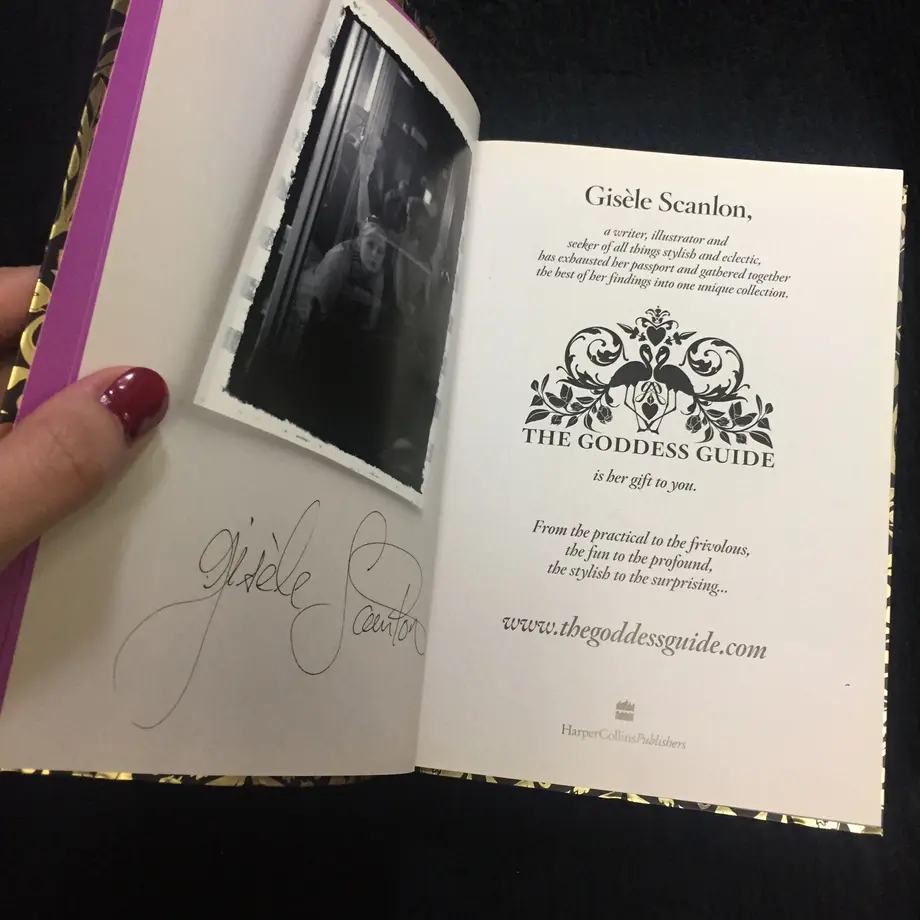 Gisèle Scanlon
Gisèle Scanlon,
a writer, illustrator and
seeker of all things stylish and eclectic,
has exhausted her passport and gathered together
the best of her findings into one unique collection.
THE GODDESS GUIDE
is her gift to you.
From the practical to the frivolous,
the fun to the profound,
the stylish to the surprising...
www.thegoddessguide.com
HarperCollinsPublishers